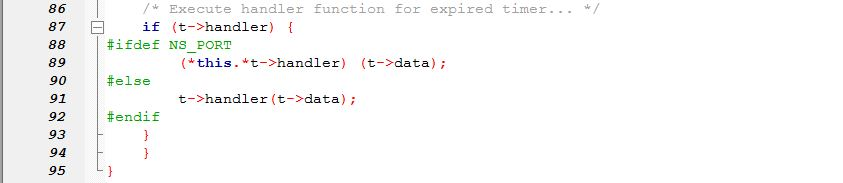 86 /* Execute handler function for expired timer... */
87 if (t->handler) {
88 #ifdef NS_PORT
89 (*this.*t->handler) (t->data);
90 #else
91 t->handler(t->data);
92 #endif
93 }
94 }
95 }